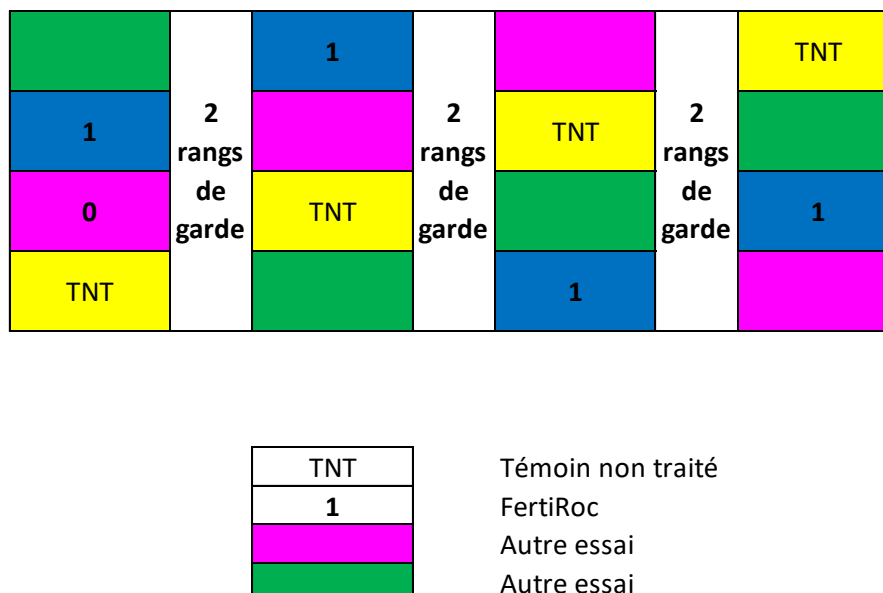 1 TNT
1 2 rangs de garde 2 rangs de garde TNT 2 rangs de garde
0 TNT 1
TNT 1
TNT Témoin non traité
1 FertiRoc
Autre essai
Autre essai